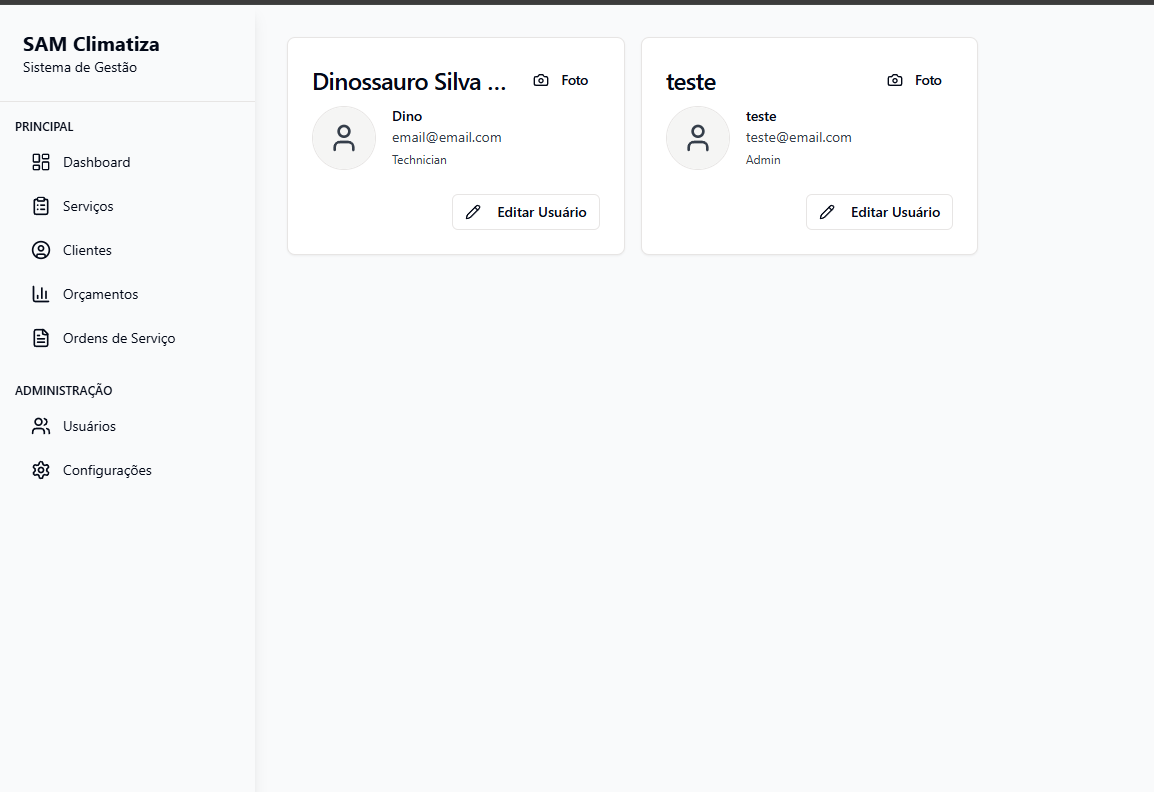 SAM Climatiza
Sistema de Gestão
PRINCIPAL
Dashboard
Serviços
Clientes
Orçamentos
Ordens de Serviço
ADMINISTRAÇÃO
Usuários
Configurações
Dinossauro Silva ...
Foto
Dino
email@email.com
Technician
Editar Usuário
teste
Foto
teste
teste@email.com
Admin
Editar Usuário